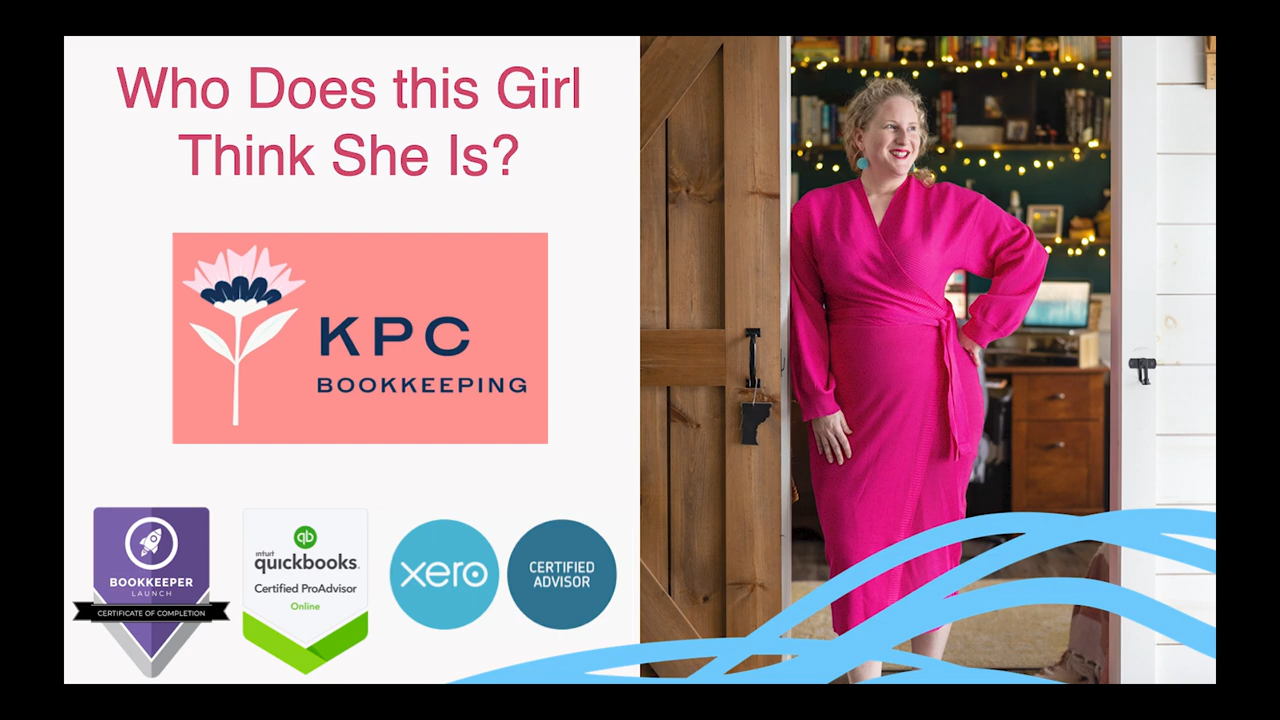 Who Does this Girl
Think She Is?
KPC
BOOKKEEPING
BOOKKEEPER
LAUNCH
CERTIFICATE OF COMPLETION
qb
intuit
quickbooks.
Certified ProAdvisor
Online
xero
CERTIFIED
ADVISOR